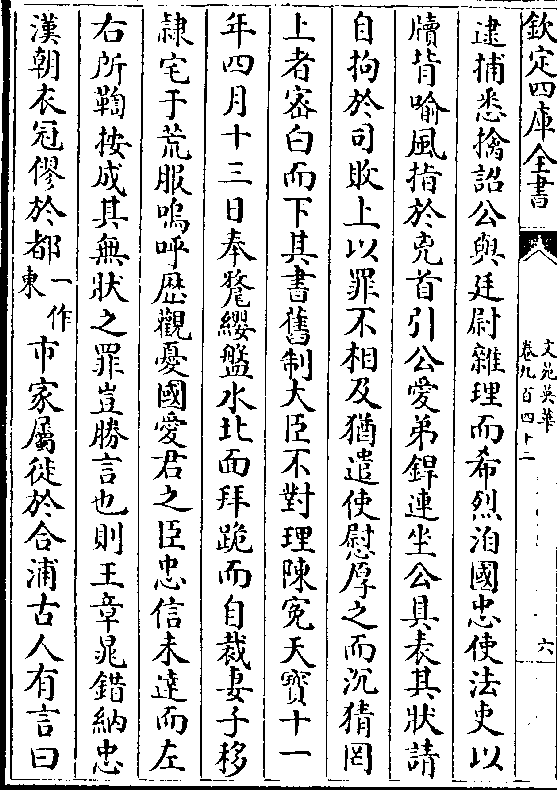 欽定四庫全書
文苑英華
卷九百四十二
六
逮捕悉擒詔公與廷尉雜理而希烈洎國忠使法吏以
牘背喻風指於兇首引公愛弟銲連坐公具表其狀請
自拘於司敗上以罪不相及猶遣使慰厚之而沉猜罔
上者密白而下其書舊制大臣不對理陳冤天寳十一
年四月十三日奉氂纓盤水北面拜跪而自裁妻子移
隸宅于荒服嗚呼歴觀憂國愛君之臣忠信未達而左
右所鞫按成其無狀之罪豈勝言也則王章晁錯納忠
漢朝衣冠僇於都一作東市家屬徙於合浦古人有言曰